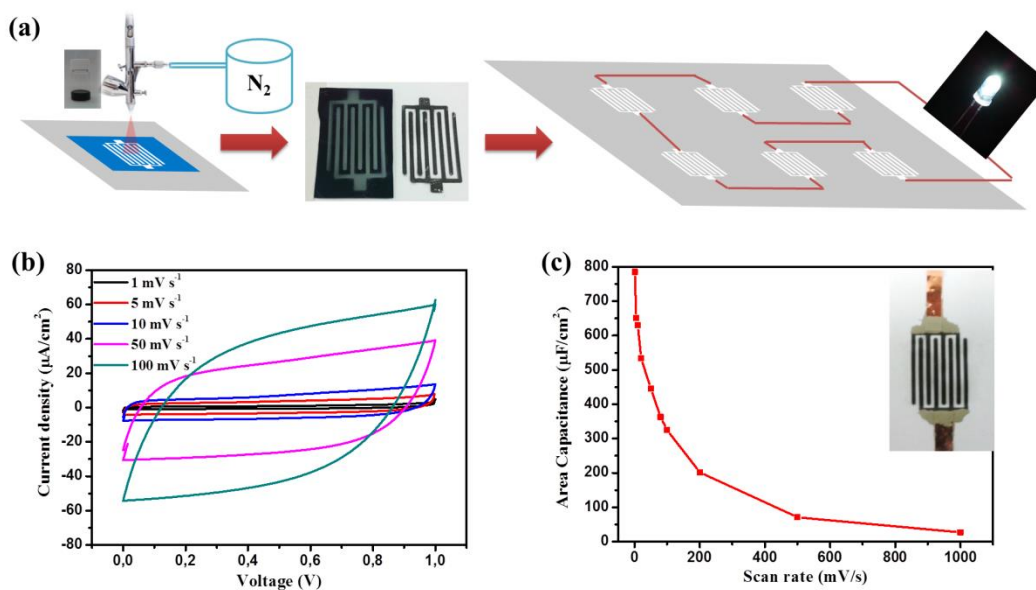 (a)
N₂
(b)
80
60
40
20
0
-20
-40
-60
-80
Current density (µA/cm²)
1 mV s⁻¹
5 mV s⁻¹
10 mV s⁻¹
50 mV s⁻¹
100 mV s⁻¹
0,0 0,2 0,4 0,6 0,8 1,0
Voltage (V)
(c)
800
700
600
500
400
300
200
100
0
Area Capacitance (µF/cm²)
0 200 400 600 800 1000
Scan rate (mV/s)